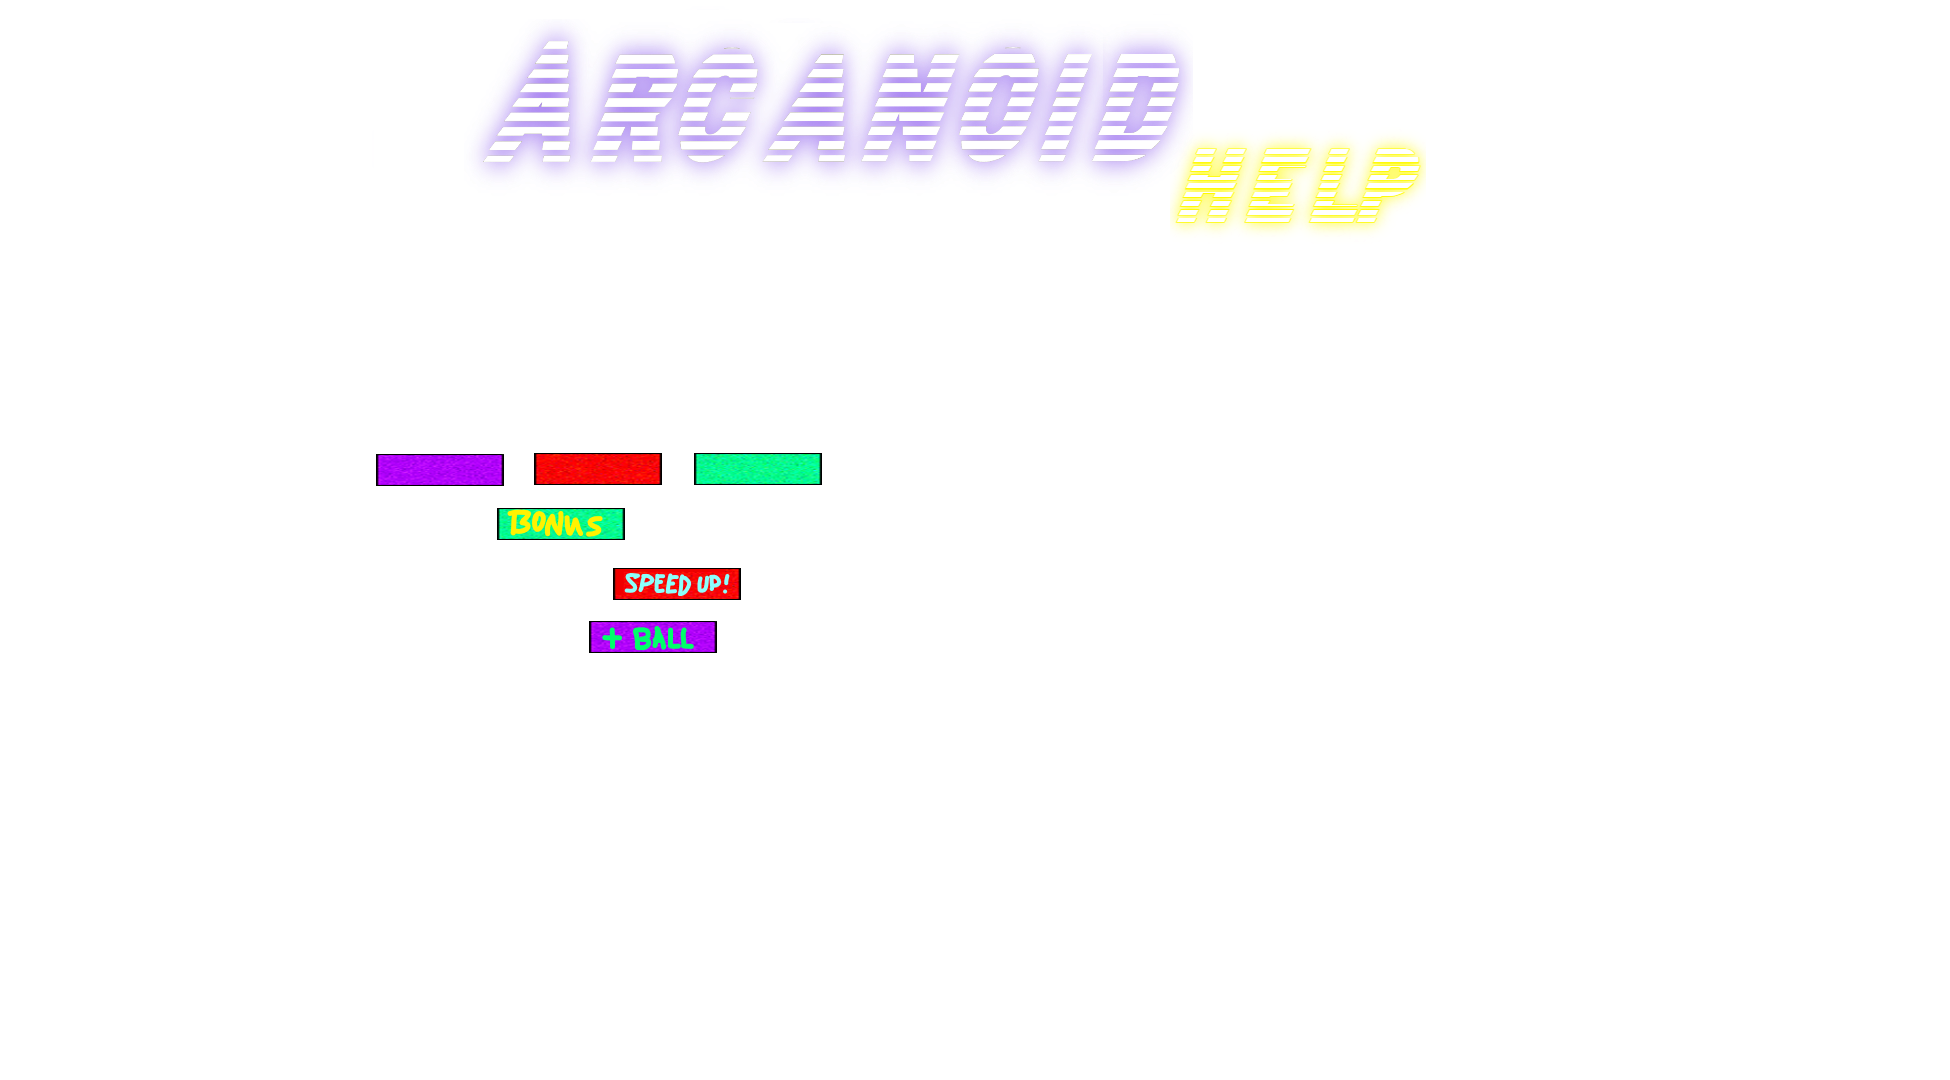 ARCANOID
HELP
BONUS
SPEED UP!
+ BALL